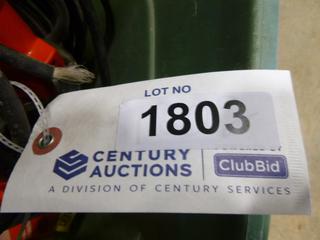 LOT NO
1803
CENTURY
AUCTIONS
ClubBid
A DIVISION OF CENTURY SERVICES